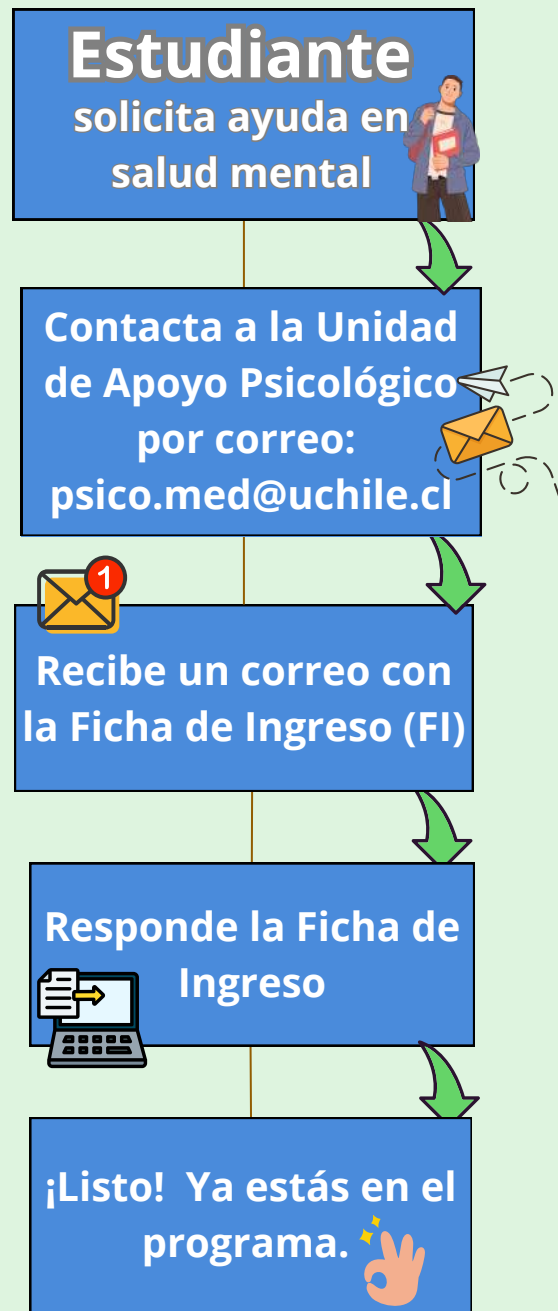 Estudiante
solicita ayuda en
salud mental
Contacta a la Unidad
de Apoyo Psicológico
por correo:
psico.med@uchile.cl
1
Recibe un correo con
la Ficha de Ingreso (FI)
Responde la Ficha de
Ingreso
¡Listo! Ya estás en el
programa.